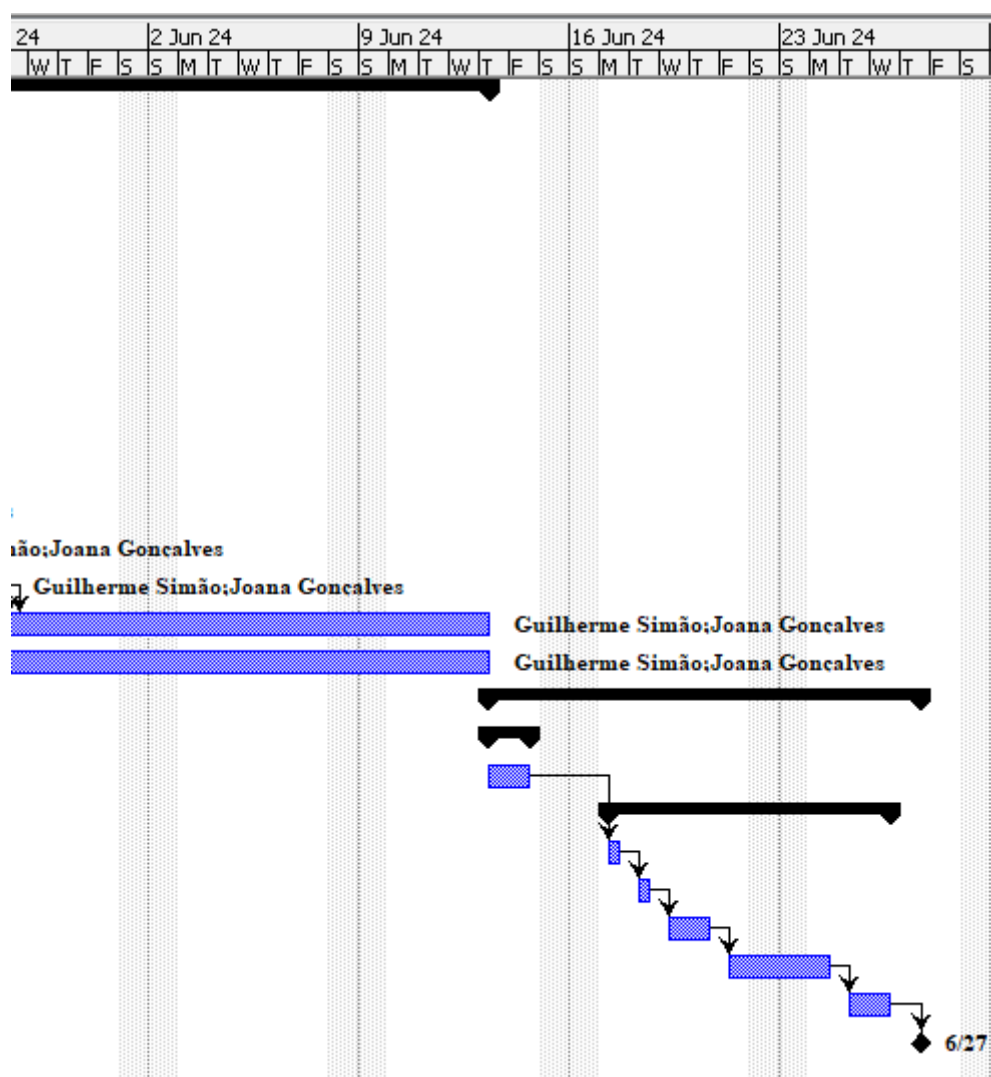 24 2 Jun 24 9 Jun 24 16 Jun 24 23 Jun 24
W T F S S M T W T F S S M T W T F S S M T W T F S S M T W T F S
ão;Joana Gonçalves
Guilherme Simão;Joana Gonçalves
Guilherme Simão;Joana Gonçalves
Guilherme Simão;Joana Gonçalves
6/27